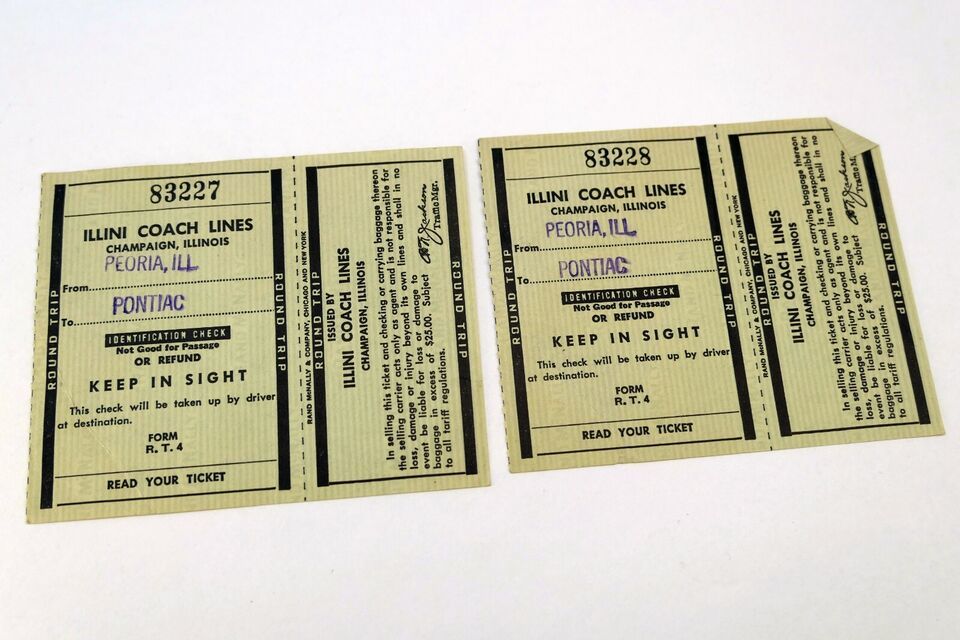 83227
ILLINI COACH LINES
CHAMPAIGN, ILLINOIS
PEORIA, ILL
From
PONTIAC
To
IDENTIFICATION CHECK
Not Good for Passage
OR REFUND
KEEP IN SIGHT
This check will be taken up by driver
at destination.
FORM
R. T. 4
READ YOUR TICKET
ROUND TRIP
ROUND TRIP
RAND MCNALLY & COMPANY, CHICAGO AND NEW YORK
ROUND TRIP
ISSUED BY
ILLINI COACH LINES
CHAMPAIGN, ILLINOIS
In selling this ticket and checking or carrying baggage thereon
the selling carrier acts only as agent and is not responsible for
loss, damage or injury beyond its own lines and shall in no
event be liable for loss or damage to
baggage in excess of $25.00. Subject
to all tariff regulations.
Jackson
Traffic Mgr.
ROUND TRIP
83228
ILLINI COACH LINES
CHAMPAIGN, ILLINOIS
PEORIA, ILL
From
PONTIAC
To
IDENTIFICATION CHECK
Not Good for Passage
OR REFUND
KEEP IN SIGHT
This check will be taken up by driver
at destination.
FORM
R. T. 4
READ YOUR TICKET
ROUND TRIP
ROUND TRIP
RAND MCNALLY & COMPANY, CHICAGO AND NEW YORK
ROUND TRIP
ISSUED BY
ILLINI COACH LINES
CHAMPAIGN, ILLINOIS
In selling this ticket and checking or carrying baggage thereon
the selling carrier acts only as agent and is not responsible for
loss, damage or injury beyond its own lines and shall in no
event be liable for loss or damage to
baggage in excess of $25.00. Subject
to all tariff regulations.
Jackson
Traffic M
ROUND TRIP